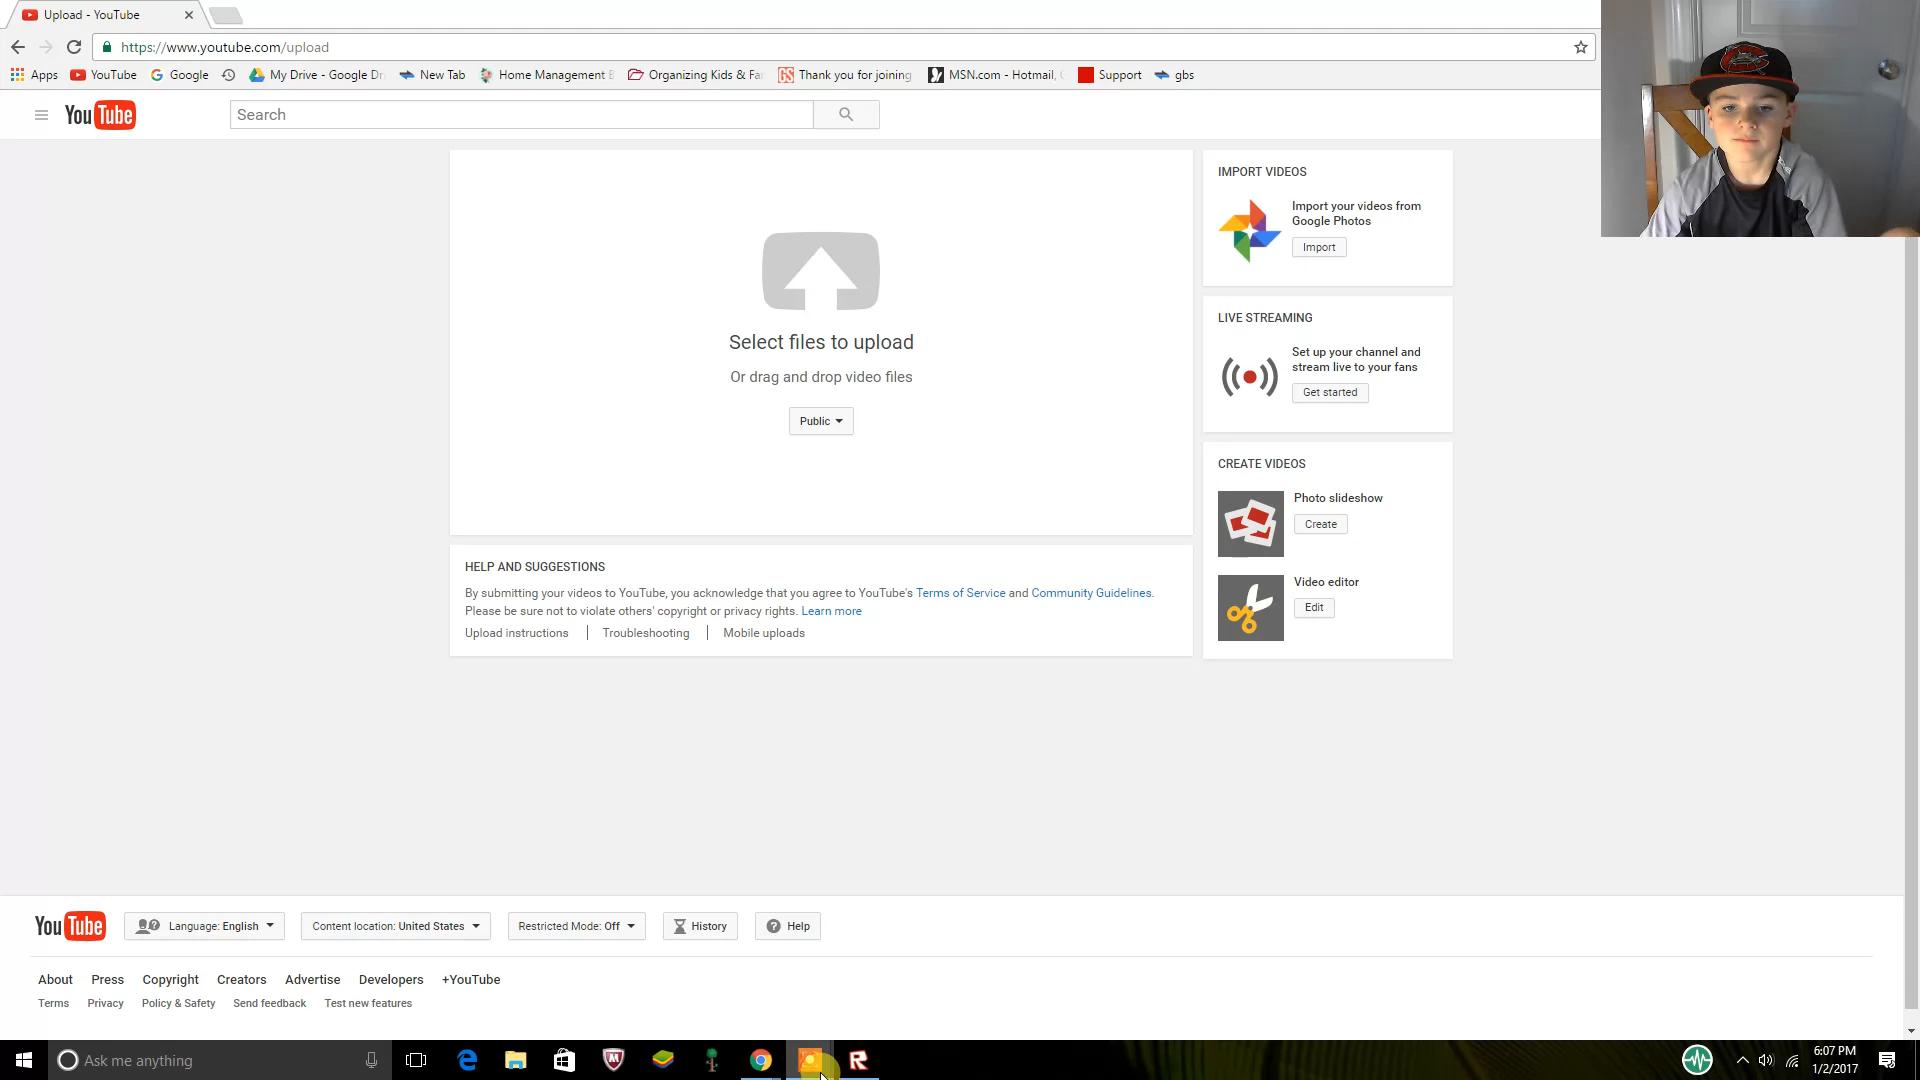 Upload - YouTube
https://www.youtube.com/upload
Apps YouTube Google My Drive - Google Dr New Tab Home Management B Organizing Kids & Fa Thank you for joining MSN.com - Hotmail, Support gbs
YouTube Search
Select files to upload
Or drag and drop video files
Public
HELP AND SUGGESTIONS
By submitting your videos to YouTube, you acknowledge that you agree to YouTube's Terms of Service and Community Guidelines.
Please be sure not to violate others' copyright or privacy rights. Learn more
Upload instructions Troubleshooting Mobile uploads
IMPORT VIDEOS
Import your videos from
Google Photos
Import
LIVE STREAMING
Set up your channel and
stream live to your fans
Get started
CREATE VIDEOS
Photo slideshow
Create
Video editor
Edit
YouTube Language: English Content location: United States Restricted Mode: Off History Help
About Press Copyright Creators Advertise Developers +YouTube
Terms Privacy Policy & Safety Send feedback Test new features
Ask me anything
6:07 PM
1/2/2017